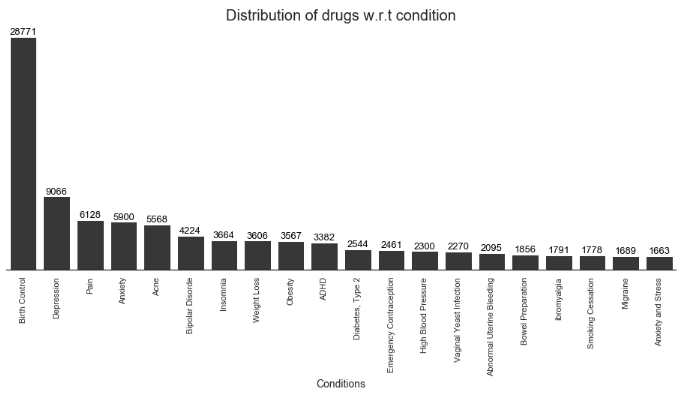 Distribution of drugs w.r.t condition
28771
9066
6128
5900
5568
4224
3664
3606
3567
3382
2544
2461
2300
2270
2095
1856
1791
1778
1689
1663
Birth Control
Depression
Pain
Anxiety
Acne
Bipolar Disorde
Insomnia
Weight Loss
Obesity
ADHD
Diabetes, Type 2
Emergency Contraception
High Blood Pressure
Vaginal Yeast Infection
Abnormal Uterine Bleeding
Bowel Preparation
ibromyalgia
Smoking Cessation
Migraine
Anxiety and Stress
Conditions